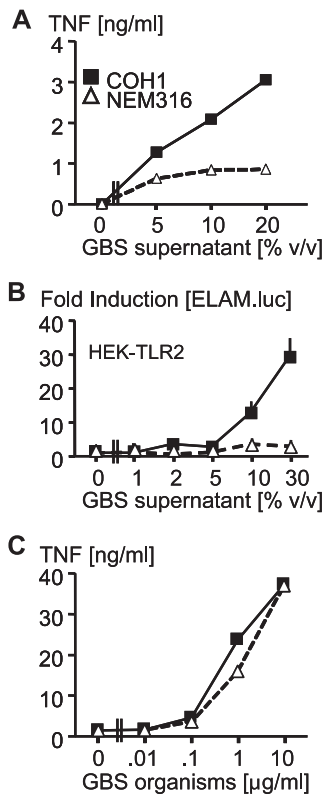 A TNF [ng/ml]
4
3
2
1
0
COH1
NEM316
0 5 10 20
GBS supernatant [% v/v]
B Fold Induction [ELAM.luc]
40
30
20
10
0
HEK-TLR2
0 1 2 5 10 30
GBS supernatant [% v/v]
C TNF [ng/ml]
40
30
20
10
0
0 .01 .1 1 10
GBS organisms [µg/ml]